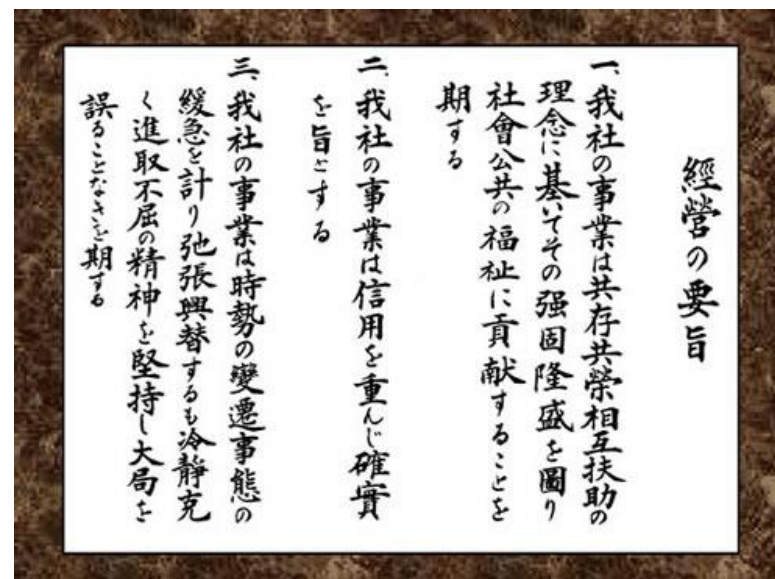 經營の要旨
一、我社の事業は共存共榮相互扶助の
理念に基いてその强固隆盛を圖り
社會公共の福祉に貢献することを
期する
二、我社の事業は信用を重んじ確實
を旨とする
三、我社の事業は時勢の變遷事態の
緩急を計り弛張興替するも冷靜克
く進取不屈の精神を堅持し大局を
誤ることなきを期する